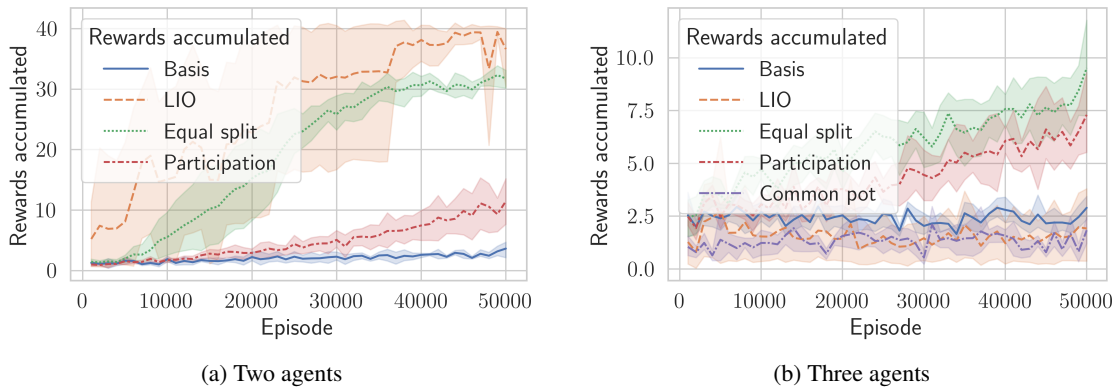 Rewards accumulated
40
30
20
10
0
Rewards accumulated
Basis
LIO
Equal split
Participation
0
10000
20000
30000
40000
50000
Episode
(a) Two agents
Rewards accumulated
10.0
7.5
5.0
2.5
0.0
Rewards accumulated
Basis
LIO
Equal split
Participation
Common pot
0
10000
20000
30000
40000
50000
Episode
(b) Three agents